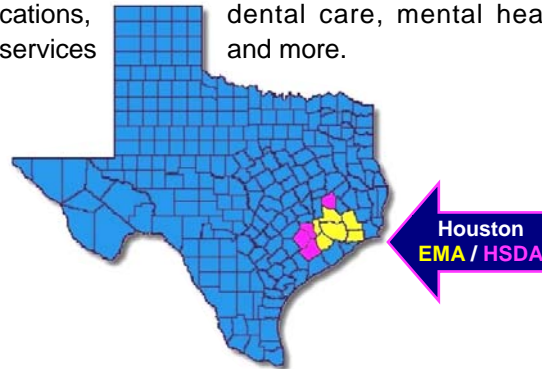 cations,
services
dental care, mental hea
and more.
Houston
EMA / HSDA